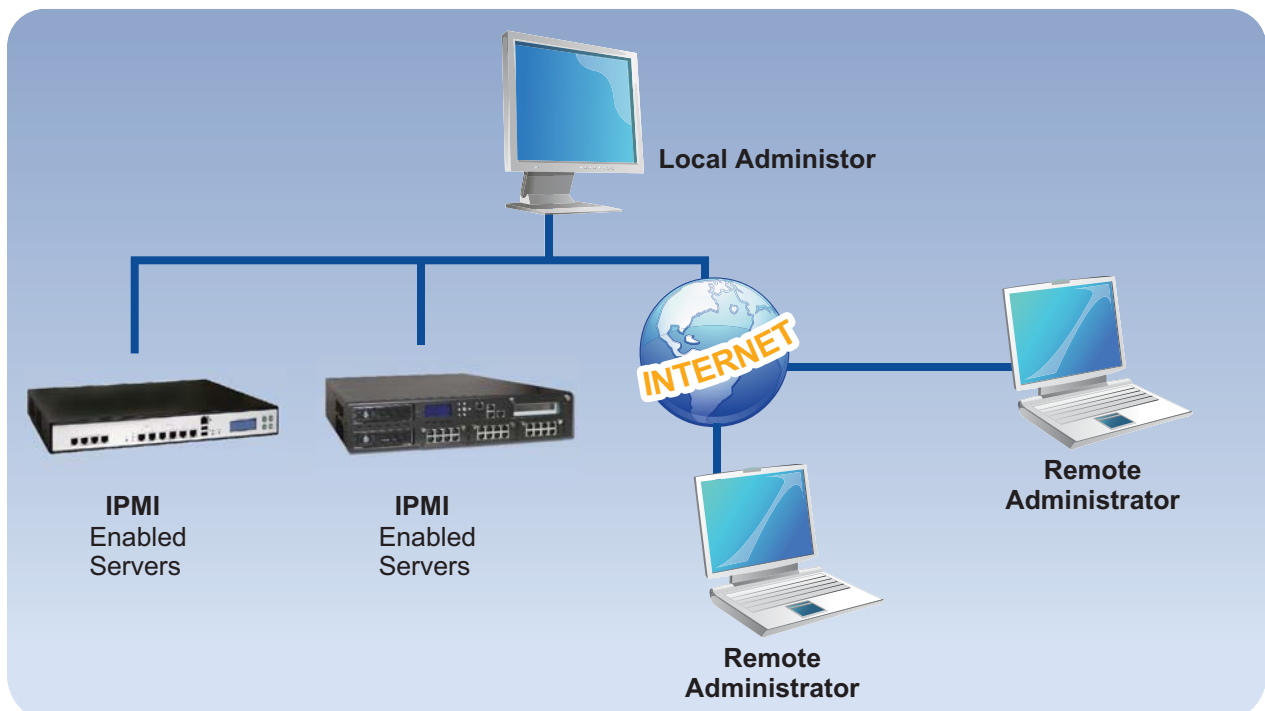 Local Administor
INTERNET
IPMI
Enabled
Servers
IPMI
Enabled
Servers
Remote
Administrator
Remote
Administrator